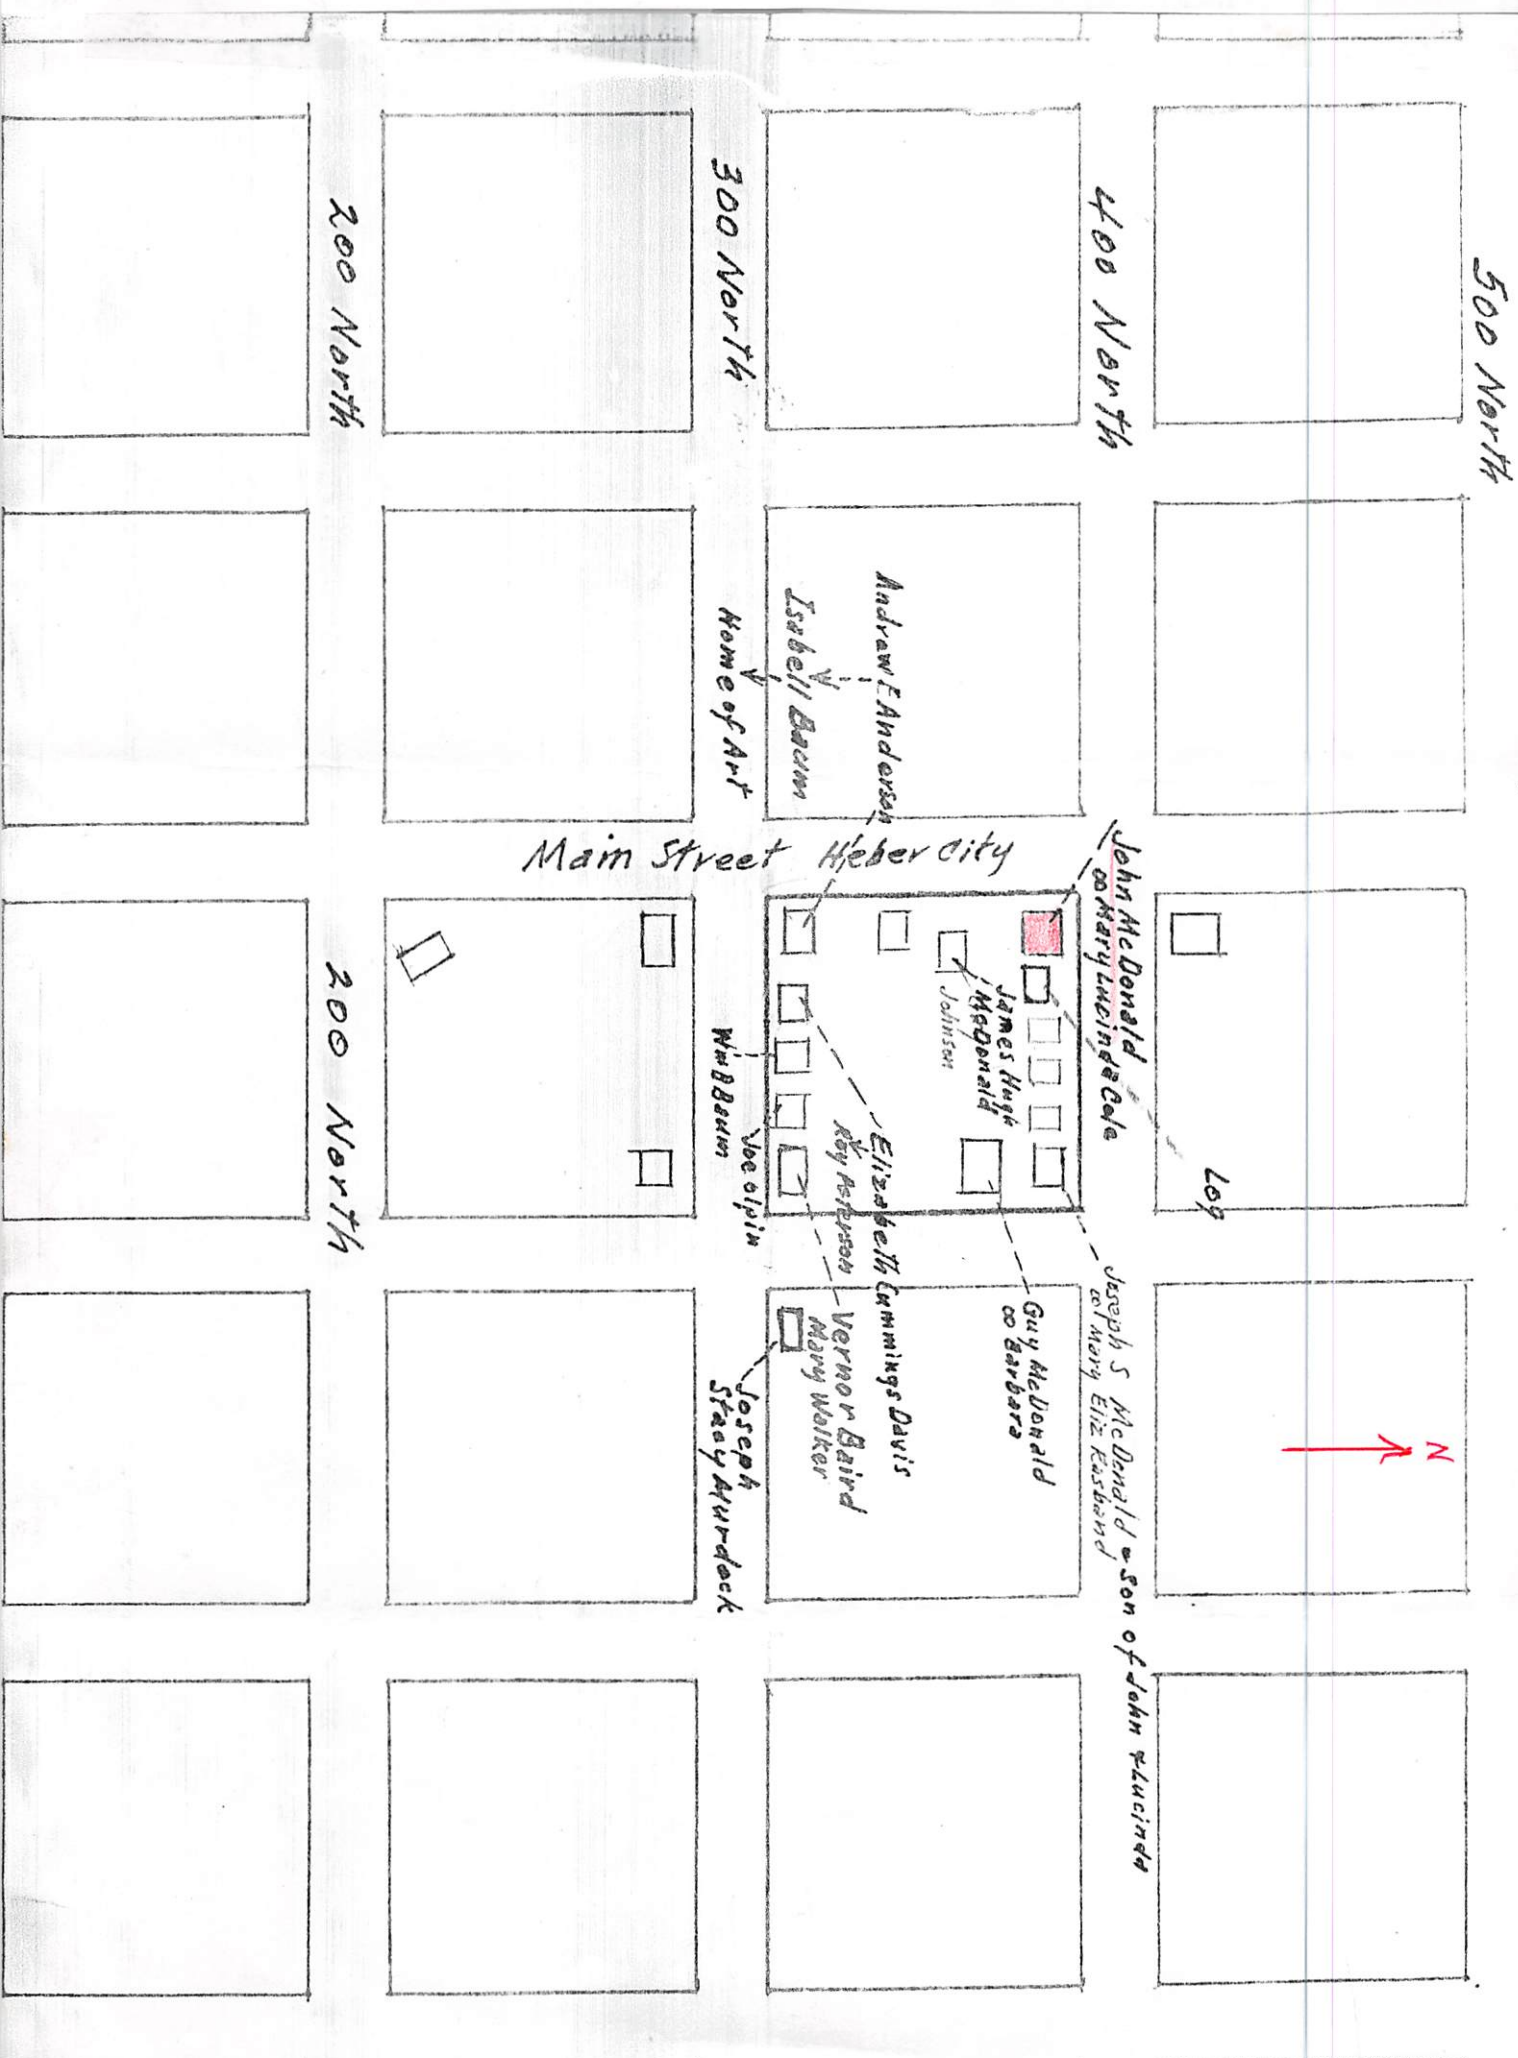 500 North
400 North
300 North
200 North
Andraw E Anderson
Isabell Baum
Home of Art
Main Street Heber City
John McDonald
∞ Mary Lucinda Cole
Log
James Hugh
McDonald
Johnson
Wm B Baum
Joe Olpin
200 North
Elizabeth Cummings Davis
Roy Peterson
Vernor Baird
Mary Walker
Guy McDonald
∞ Barbara
Joseph S McDonald - son of John & Lucinda
∞ Mary Eliz Rasband
Joseph
Stacy Murdock
N